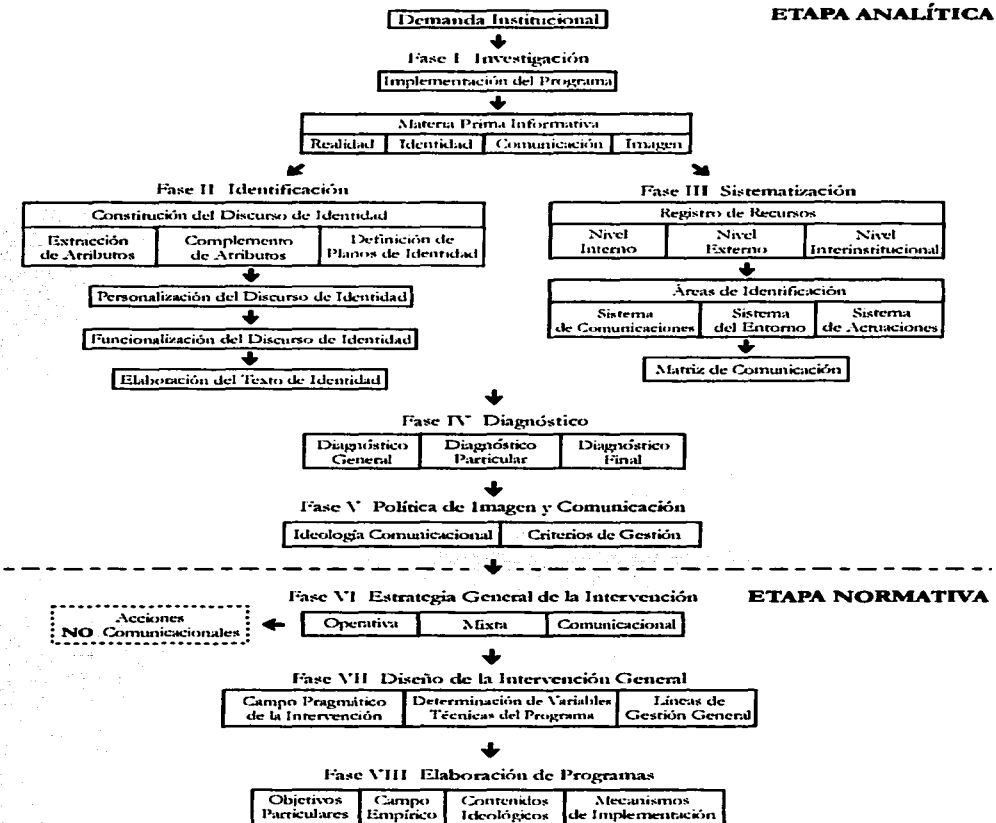 ETAPA ANALÍTICA
Demanda Institucional
Fase I Investigación
Implementación del Programa
Materia Prima Informativa
Realidad Identidad Comunicación Imagen
Fase II Identificación
Constitución del Discurso de Identidad
Extracción de Atributos
Complemento de Atributos
Definición de Planos de Identidad
Personalización del Discurso de Identidad
Funcionalización del Discurso de Identidad
Elaboración del Texto de Identidad
Fase III Sistematización
Registro de Recursos
Nivel Interno
Nivel Externo
Nivel Interinstitucional
Áreas de Identificación
Sistema de Comunicaciones
Sistema del Entorno
Sistema de Actuaciones
Matriz de Comunicación
Fase IV Diagnóstico
Diagnóstico General
Diagnóstico Particular
Diagnóstico Final
Fase V Política de Imagen y Comunicación
Ideología Comunicacional Criterios de Gestión
ETAPA NORMATIVA
Fase VI Estrategia General de la Intervención
Operativa Mixta Comunicacional
Acciones
NO Comunicacionales
Fase VII Diseño de la Intervención General
Campo Pragmático de la Intervención
Determinación de Variables Técnicas del Programa
Líneas de Gestión General
Fase VIII Elaboración de Programas
Objetivos Particulares
Campo Empírico
Contenidos Ideológicos
Mecanismos de Implementación